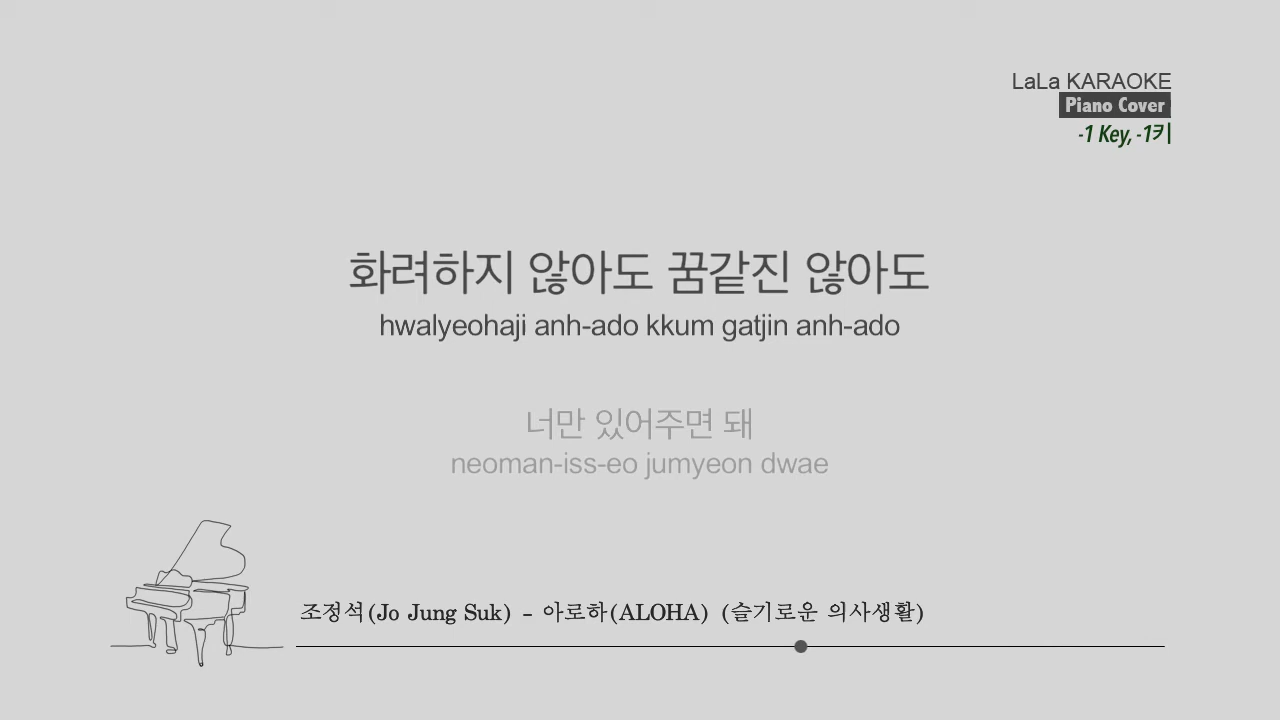 LaLa KARAOKE
Piano Cover
-1 Key, -1키
화려하지 않아도 꿈같진 않아도
hwalyeohaji anh-ado kkum gatjin anh-ado
너만 있어주면 돼
neoman-iss-eo jumyeon dwae
조정석(Jo Jung Suk) - 아로하(ALOHA) (슬기로운 의사생활)